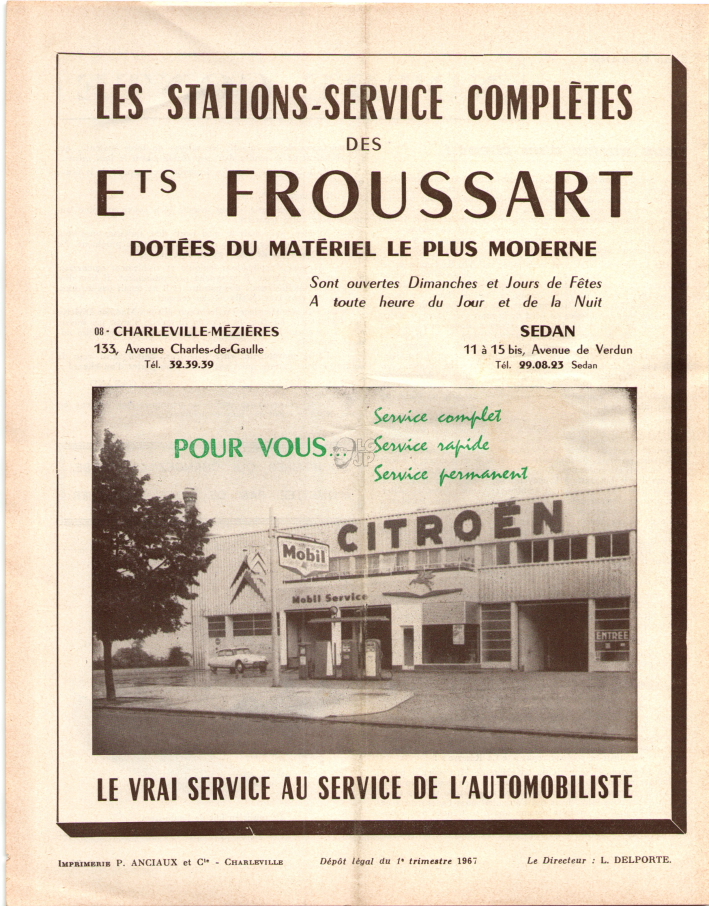 LES STATIONS-SERVICE COMPLÈTES
DES
ETS FROUSSART
DOTÉES DU MATÉRIEL LE PLUS MODERNE
Sont ouvertes Dimanches et Jours de Fêtes
A toute heure du Jour et de la Nuit
08 - CHARLEVILLE-MÉZIÈRES
133, Avenue Charles-de-Gaulle
Tél. 32.39.39
SEDAN
11 à 15 bis, Avenue de Verdun
Tél. 29.08.23 Sedan
POUR VOUS...
Service complet
Service rapide
Service permanent
LC
JP
CITROËN
Mobil
Mobil Service
ENTREE
LE VRAI SERVICE AU SERVICE DE L'AUTOMOBILISTE
IMPRIMERIE P. ANCIAUX et Cie - CHARLEVILLE
Dépôt légal du 1e trimestre 1967
Le Directeur : L. DELPORTE.